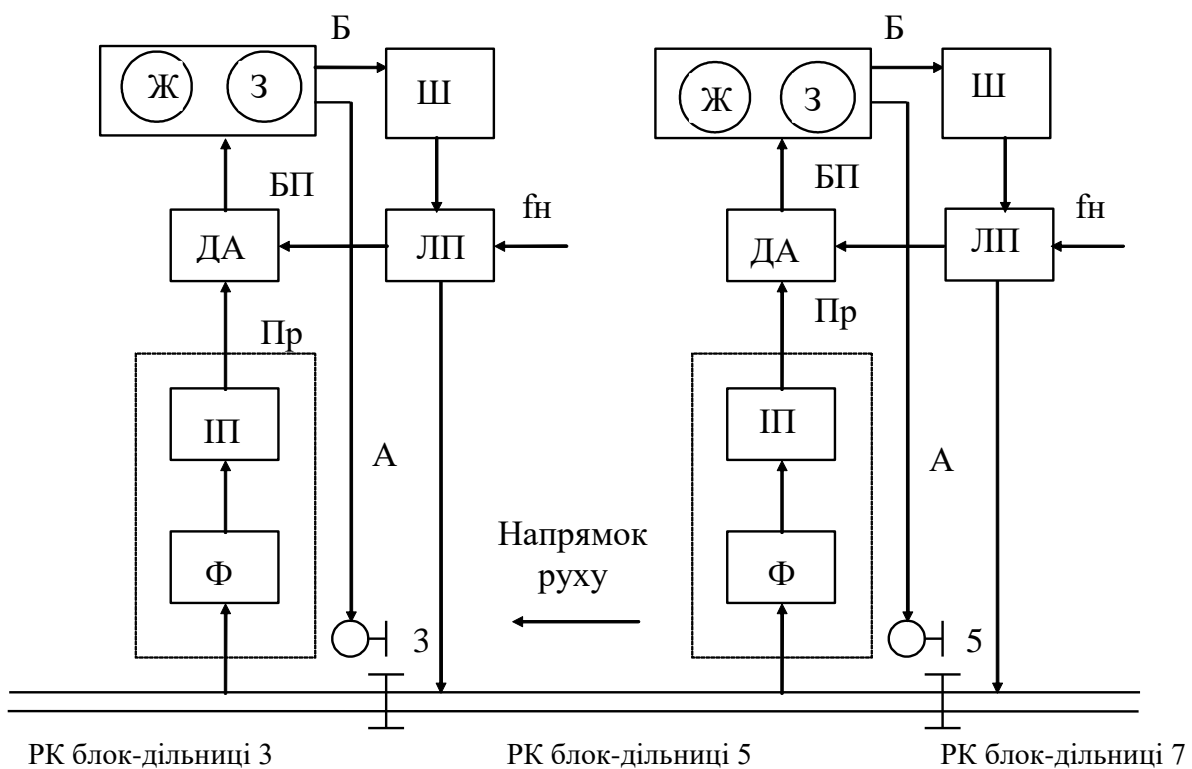 Б
Б
Ж
З
Ш
Ж
З
Ш
БП
fн
БП
fн
ДА
ЛП
ДА
ЛП
Пр
Пр
ІП
ІП
А
А
Напрямок
руху
Ф
Ф
3
5
РК блок-дільниці 3
РК блок-дільниці 5
РК блок-дільниці 7